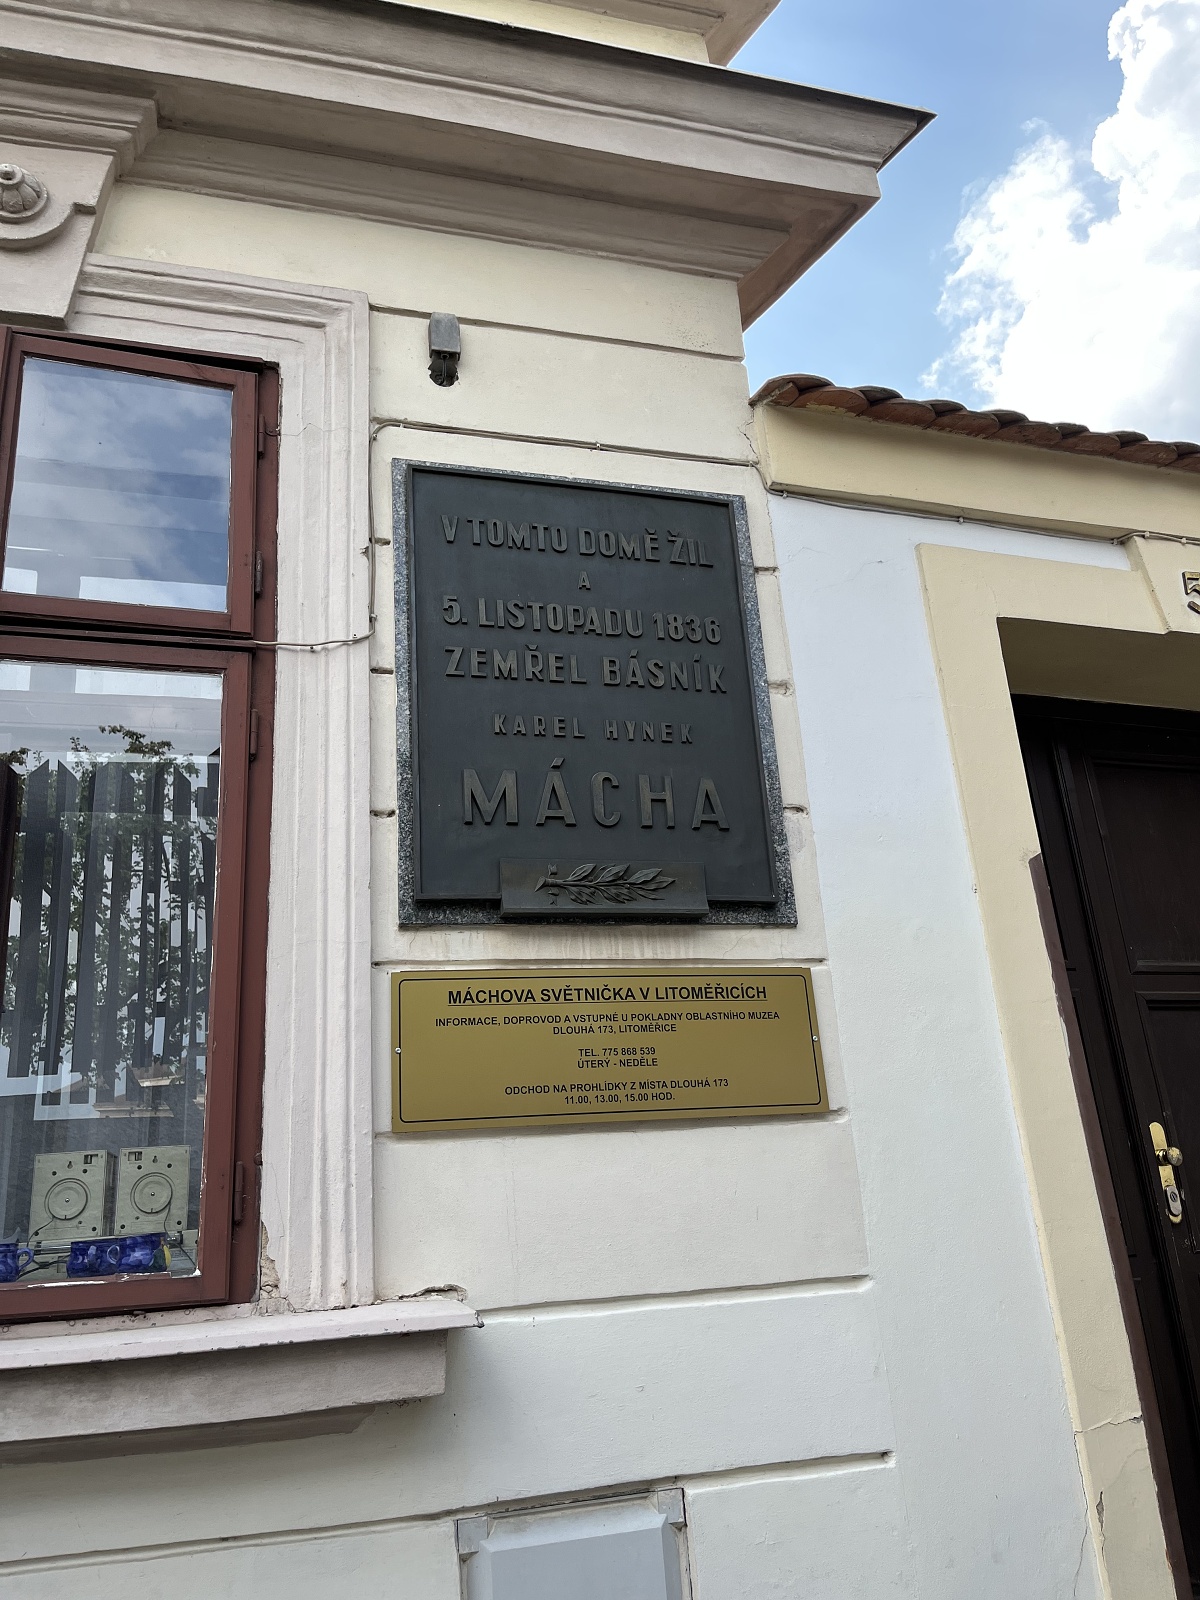 V TOMTO DOMĚ ŽIL
A
5. LISTOPADU 1836
ZEMŘEL BÁSNÍK
KAREL HYNEK
MÁCHA
MÁCHOVA SVĚTNIČKA V LITOMĚŘICÍCH
INFORMACE, DOPROVOD A VSTUPNÉ U POKLADNY OBLASTNÍHO MUZEA
DLOUHÁ 173, LITOMĚŘICE
TEL. 775 868 539
ÚTERÝ - NEDĚLE
ODCHOD NA PROHLÍDKY Z MÍSTA DLOUHÁ 173
11.00, 13.00, 15.00 HOD.